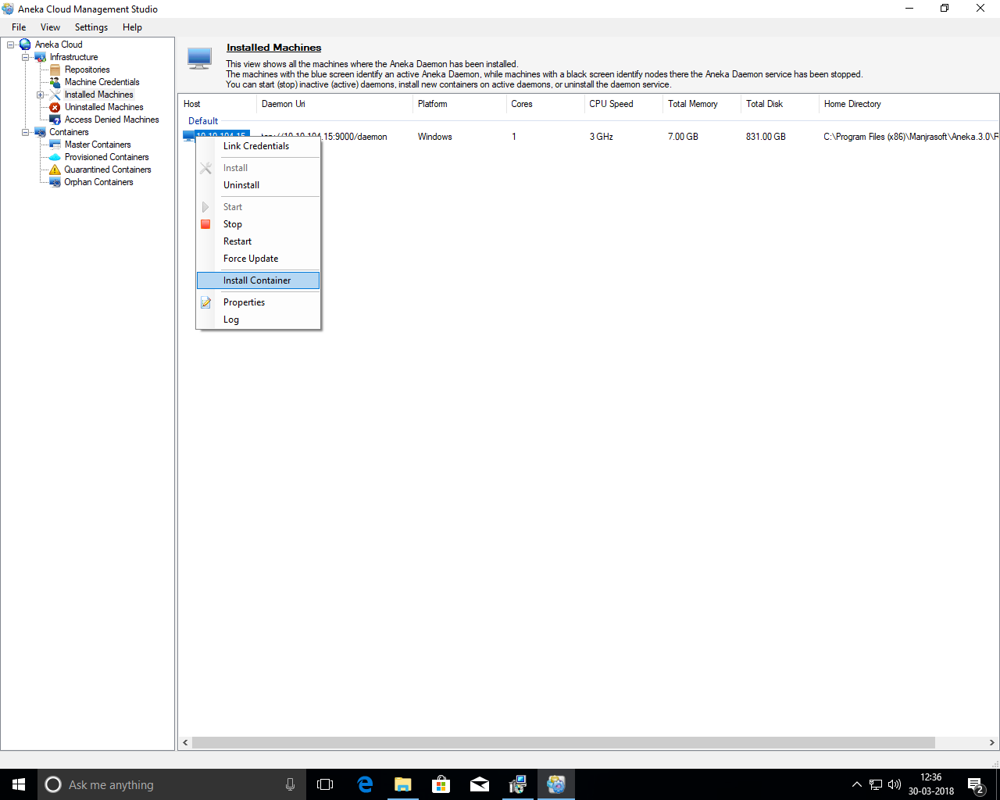 Aneka Cloud Management Studio
File View Settings Help
Aneka Cloud
Infrastructure
Repositories
Machine Credentials
Installed Machines
Uninstalled Machines
Access Denied Machines
Containers
Master Containers
Provisioned Containers
Quarantined Containers
Orphan Containers
Installed Machines
This view shows all the machines where the Aneka Daemon has been installed.
The machines with the blue screen identify an active Aneka Daemon, while machines with a black screen identify nodes there the Aneka Daemon service has been stopped.
You can start (stop) inactive (active) daemons, install new containers on active daemons, or uninstall the daemon service.
Host Daemon Uri Platform Cores CPU Speed Total Memory Total Disk Home Directory
Default
10.10.104.15 .15:9000/daemon Windows 1 3 GHz 7.00 GB 831.00 GB C:\Program Files (x86)\Manjrasoft\Aneka.3.0\R
Link Credentials
Install
Uninstall
Start
Stop
Restart
Force Update
Install Container
Properties
Log
Ask me anything
12:36
30-03-2018
2